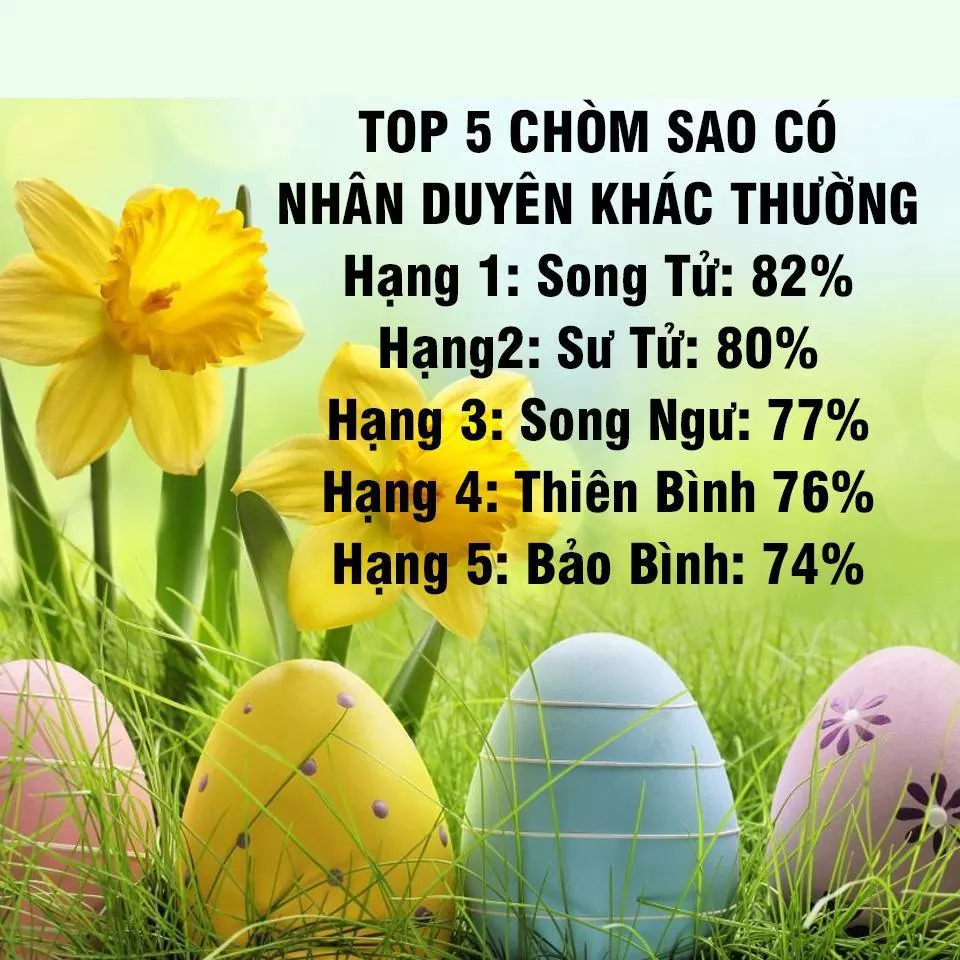 TOP 5 CHÒM SAO CÓ
NHÂN DUYÊN KHÁC THƯỜNG
Hạng 1: Song Tử: 82%
Hạng2: Sư Tử: 80%
Hạng 3: Song Ngư: 77%
Hạng 4: Thiên Bình 76%
Hạng 5: Bảo Bình: 74%